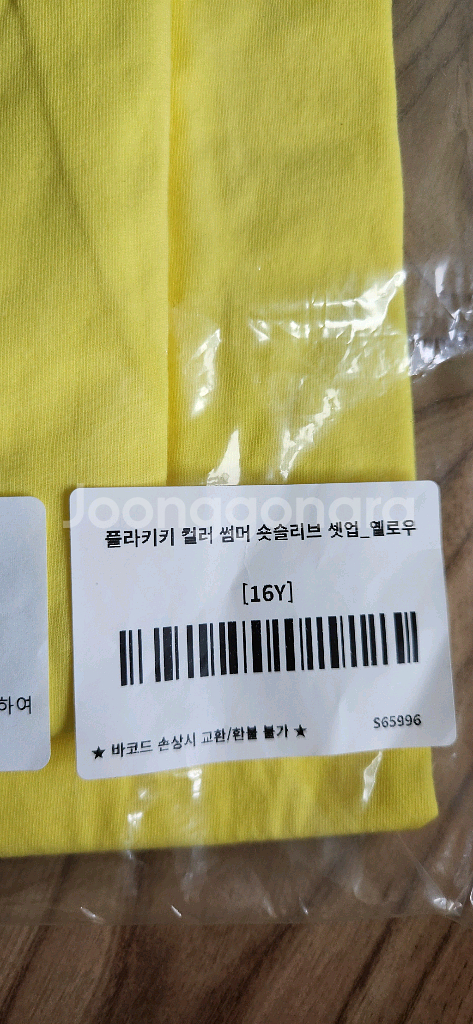 Joonggonara
플라키키 컬러 썸머 숏슬리브 셋업_옐로우
[16Y]
하여
★ 바코드 손상시 교환/환불 불가 ★
S65996